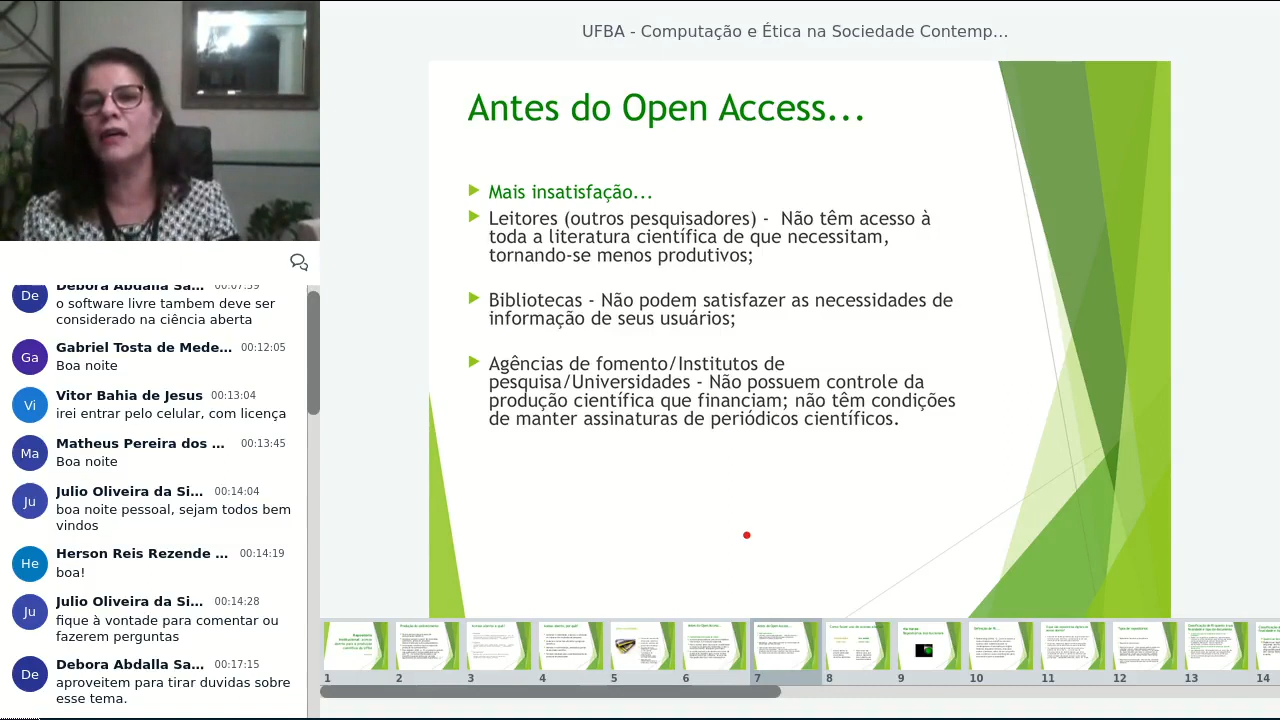 UFBA - Computação e Ética na Sociedade Contemp...
Antes do Open Access...
Mais insatisfação...
Leitores (outros pesquisadores) - Não têm acesso à
toda a literatura científica de que necessitam,
tornando-se menos produtivos;
Bibliotecas - Não podem satisfazer as necessidades de
informação de seus usuários;
Agências de fomento/Institutos de
pesquisa/Universidades - Não possuem controle da
produção científica que financiam; não têm condições
de manter assinaturas de periódicos científicos.
De
Debora Abdalla Sa... 00:07:59
o software livre tambem deve ser
considerado na ciência aberta
Ga
Gabriel Tosta de Mede... 00:12:05
Boa noite
Vi
Vitor Bahia de Jesus 00:13:04
irei entrar pelo celular, com licença
Ma
Matheus Pereira dos ... 00:13:45
Boa noite
Ju
Julio Oliveira da Si... 00:14:04
boa noite pessoal, sejam todos bem
vindos
He
Herson Reis Rezende ... 00:14:19
boa!
Ju
Julio Oliveira da Si... 00:14:28
fique à vontade para comentar ou
fazerem perguntas
De
Debora Abdalla Sa... 00:17:15
aproveitem para tirar duvidas sobre
esse tema.
1 2 3 4 5 6 7 8 9 10 11 12 13 14